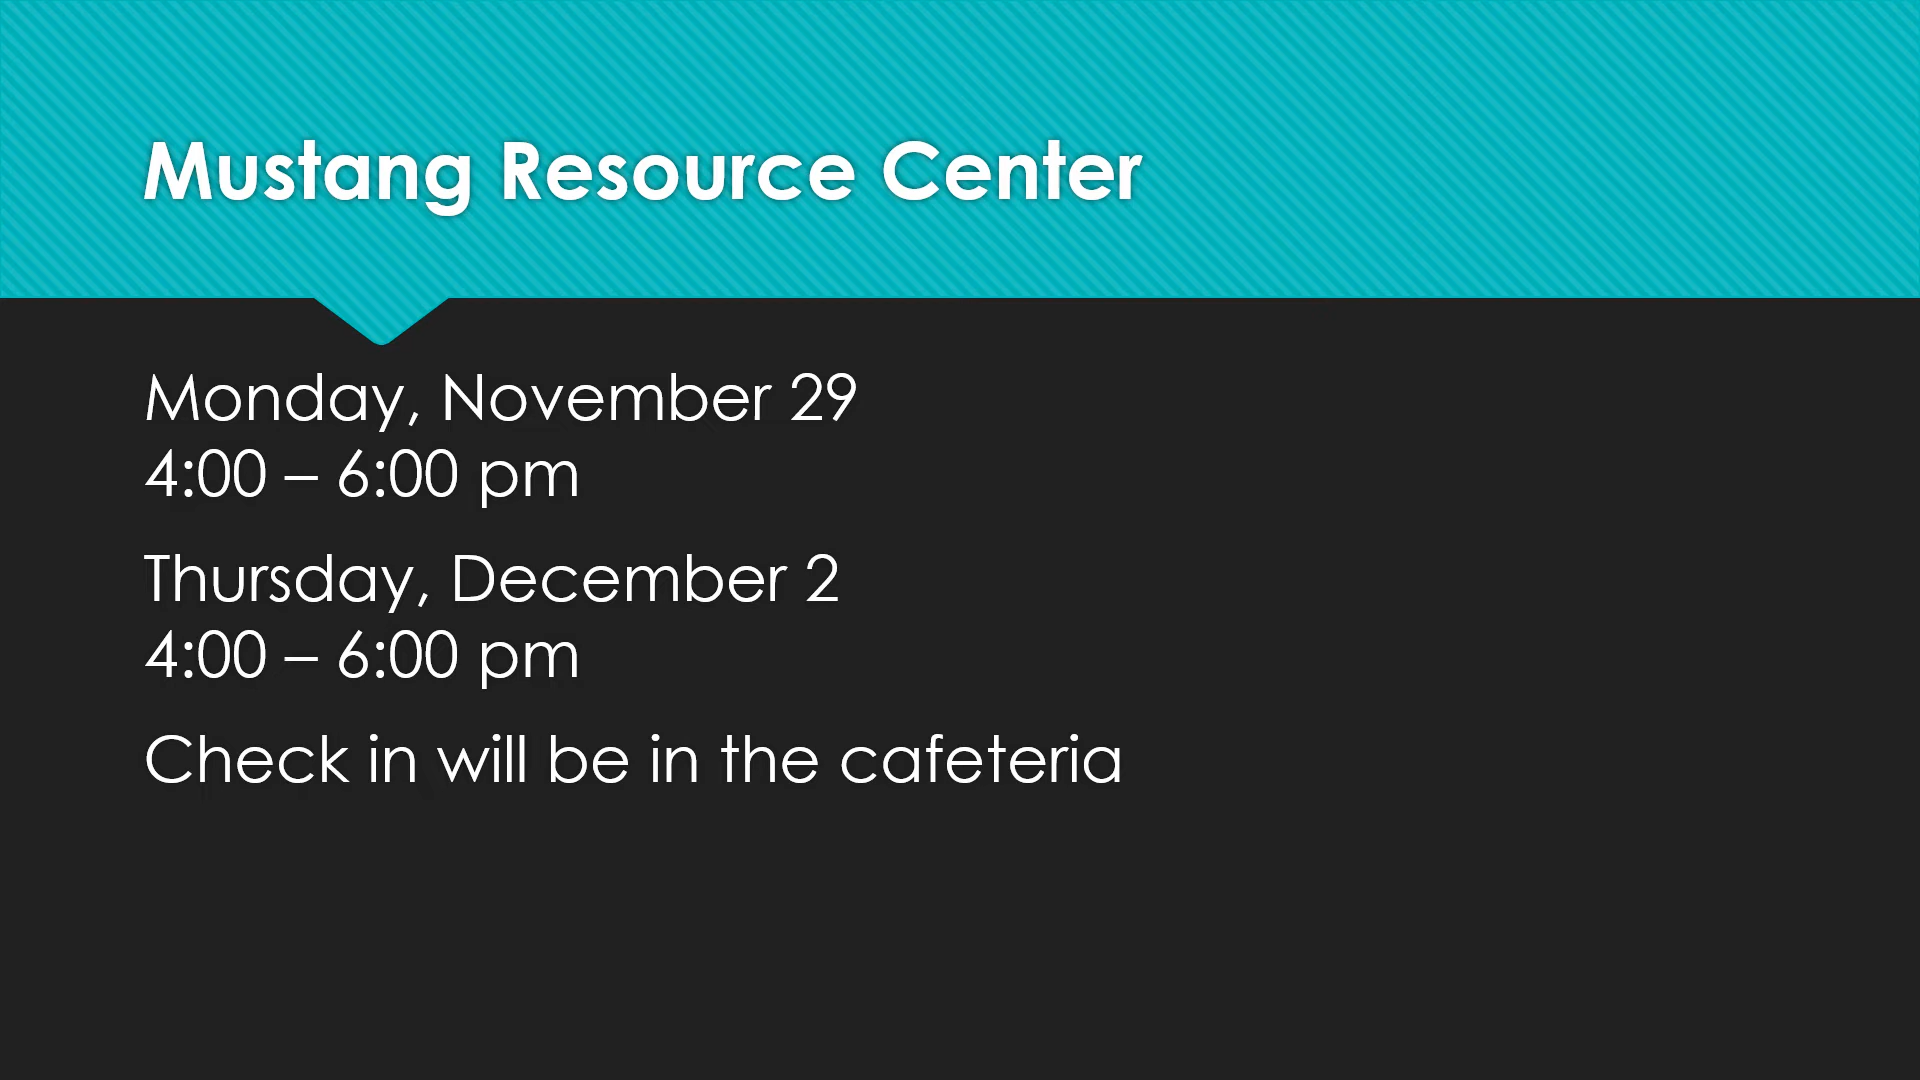 Mustang Resource Center
Monday, November 29
4:00 – 6:00 pm
Thursday, December 2
4:00 – 6:00 pm
Check in will be in the cafeteria